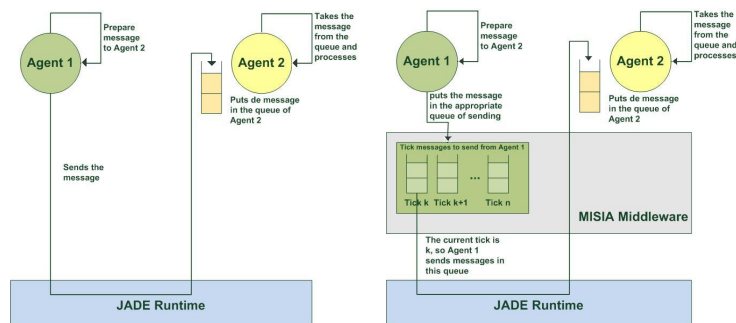 Prepare
message
to Agent 2
Agent 1
Takes the
message
from the
queue and
processes
Agent 2
Puts de message
in the queue of
Agent 2
Sends the
message
JADE Runtime
Prepare
message
to Agent 2
Agent 1
Takes the
message
from the
queue and
processes
Agent 2
puts the message
in the appropriate
queue of sending
Puts de message
in the queue of
Agent 2
Tick messages to send from Agent 1
...
Tick k Tick k+1 Tick n
MISIA Middleware
The current tick is
k, so Agent 1
sends messages in
this queue
JADE Runtime